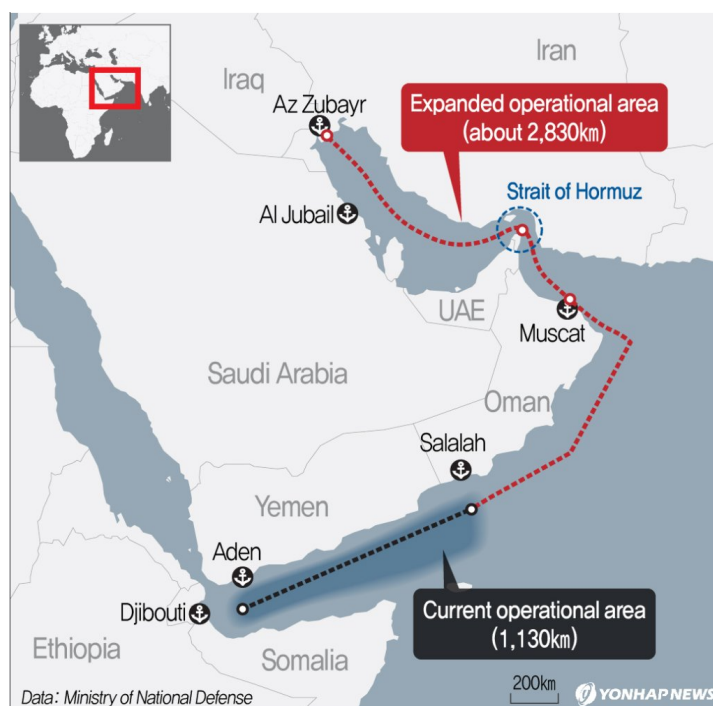 Iran
Iraq
Az Zubayr
Expanded operational area
(about 2,830㎞)
Strait of Hormuz
Al Jubail
UAE
Muscat
Saudi Arabia
Oman
Salalah
Yemen
Aden
Djibouti
Current operational area
(1,130㎞)
Ethiopia
Somalia
200㎞
Data: Ministry of National Defense
YONHAP NEWS